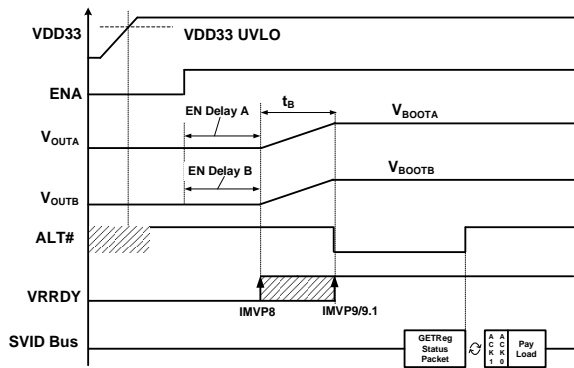 VDD33
VDD33 UVLO
ENA
EN Delay A
tB
VBOOTA
VOUTA
EN Delay B
VBOOTB
VOUTB
ALT#
VRRDY
IMVP8
IMVP9/9.1
SVID Bus
GETReg
Status
Packet
ACK1
ACK0
Pay
Load